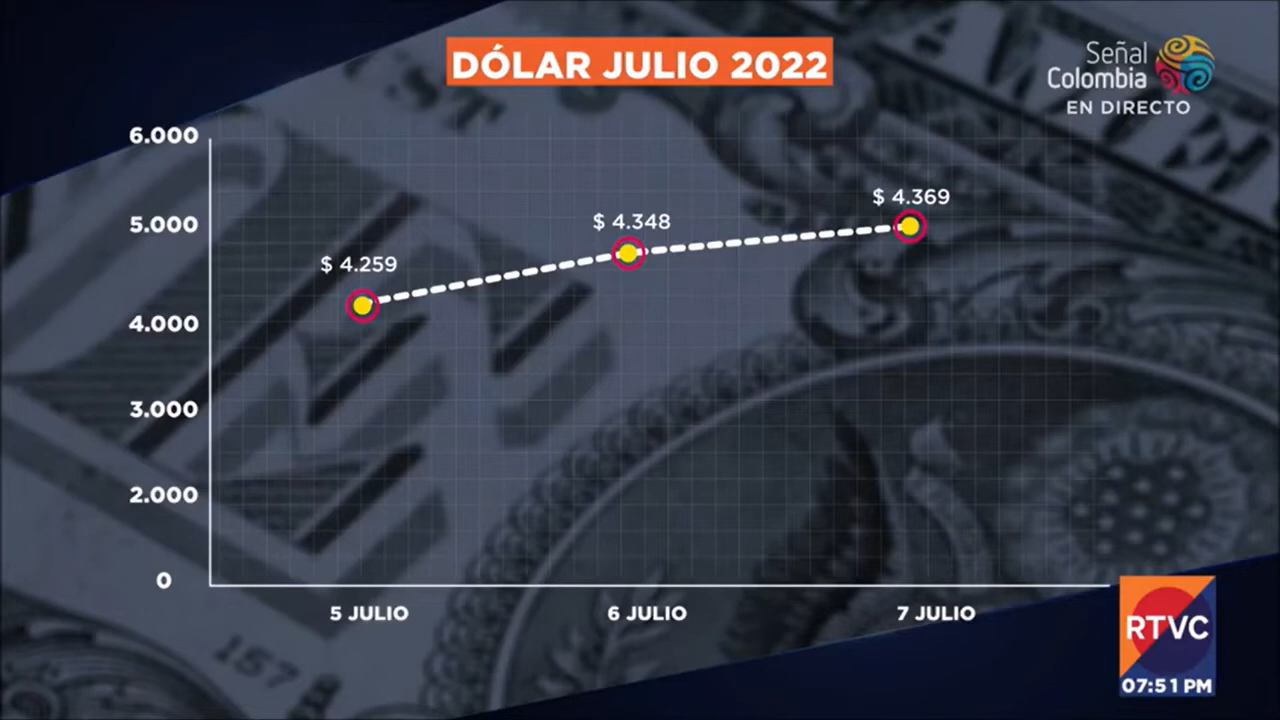 DÓLAR JULIO 2022
Señal
Colombia
EN DIRECTO
6.000
5.000
4.000
3.000
2.000
0
$ 4.259
$ 4.348
$ 4.369
5 JULIO
6 JULIO
7 JULIO
157
RTVC
07:51 PM